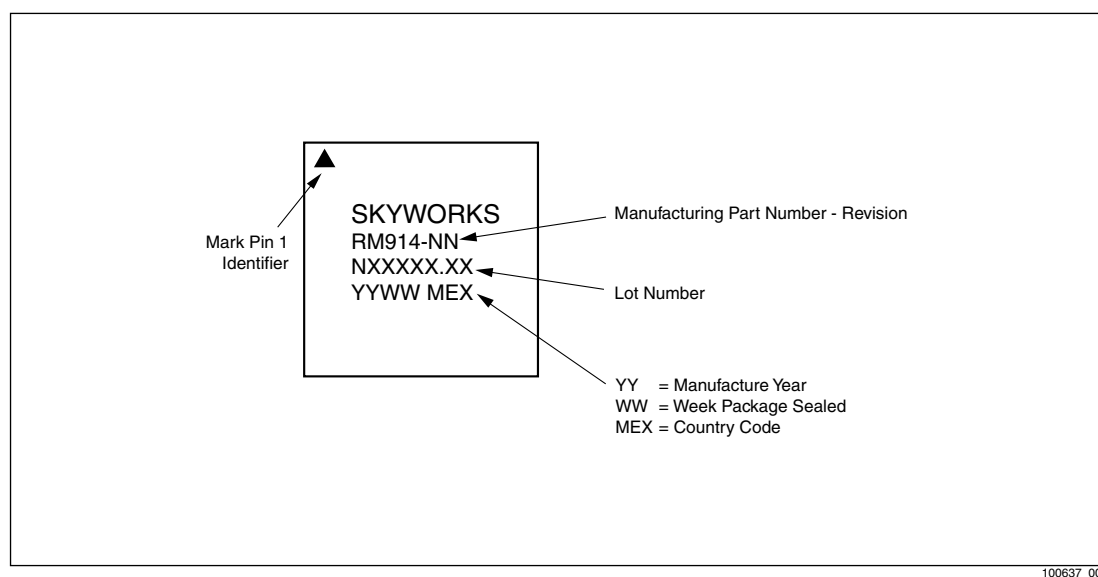 SKYWORKS
RM914-NN
NXXXXX.XX
YYWW MEX
Mark Pin 1
Identifier
Manufacturing Part Number - Revision
Lot Number
YY = Manufacture Year
WW = Week Package Sealed
MEX = Country Code